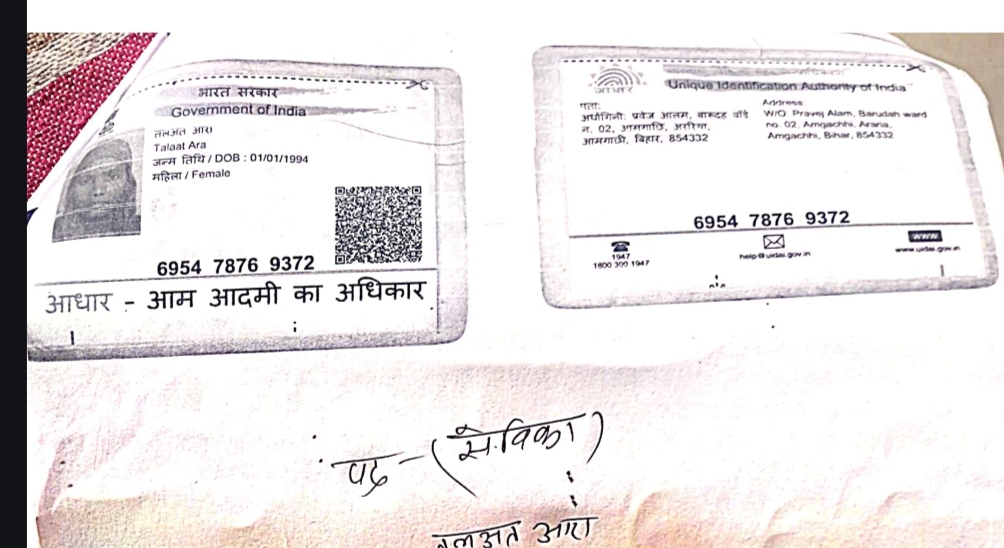 भारत सरकार
Government of India
तलअत आरा
Talaat Ara
जन्म तिथि / DOB : 01/01/1994
महिला / Female
6954 7876 9372
आधार - आम आदमी का अधिकार
Unique Identification Authority of India
पता:
अर्धांगिनी: प्रवेज आलम, बारूदह वॉर्ड
न. 02, आमगाछि, अररिया,
आमगाछी, बिहार, 854332
Address
W/O Pravej Alam, Barudah ward
no. 02, Amgachhi, Araria,
Amgachhi, Bihar, 854332
6954 7876 9372
1947
1800 300 1947
help@uidai.gov.in
www
www.uidai.gov.in
पद - (सेविका)
तलअत आरा